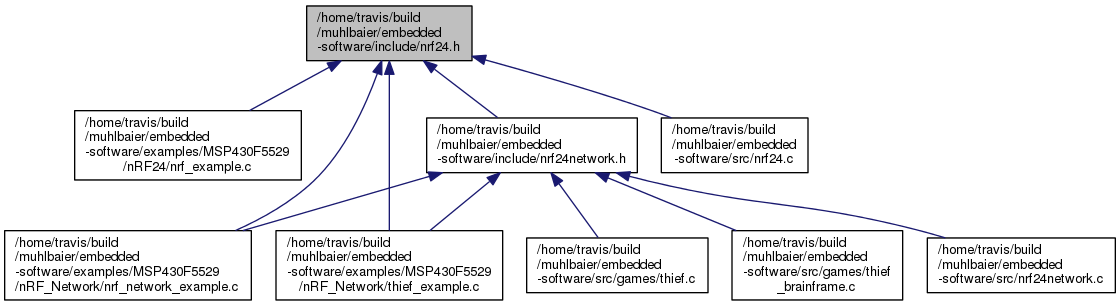 /home/travis/build
/muhlbaier/embedded
-software/include/nrf24.h
/home/travis/build
/muhlbaier/embedded
-software/examples/MSP430F5529
/nRF24/nrf_example.c
/home/travis/build
/muhlbaier/embedded
-software/include/nrf24network.h
/home/travis/build
/muhlbaier/embedded
-software/src/nrf24.c
/home/travis/build
/muhlbaier/embedded
-software/examples/MSP430F5529
/nRF_Network/nrf_network_example.c
/home/travis/build
/muhlbaier/embedded
-software/examples/MSP430F5529
/nRF_Network/thief_example.c
/home/travis/build
/muhlbaier/embedded
-software/src/games/thief.c
/home/travis/build
/muhlbaier/embedded
-software/src/games/thief
_brainframe.c
/home/travis/build
/muhlbaier/embedded
-software/src/nrf24network.c